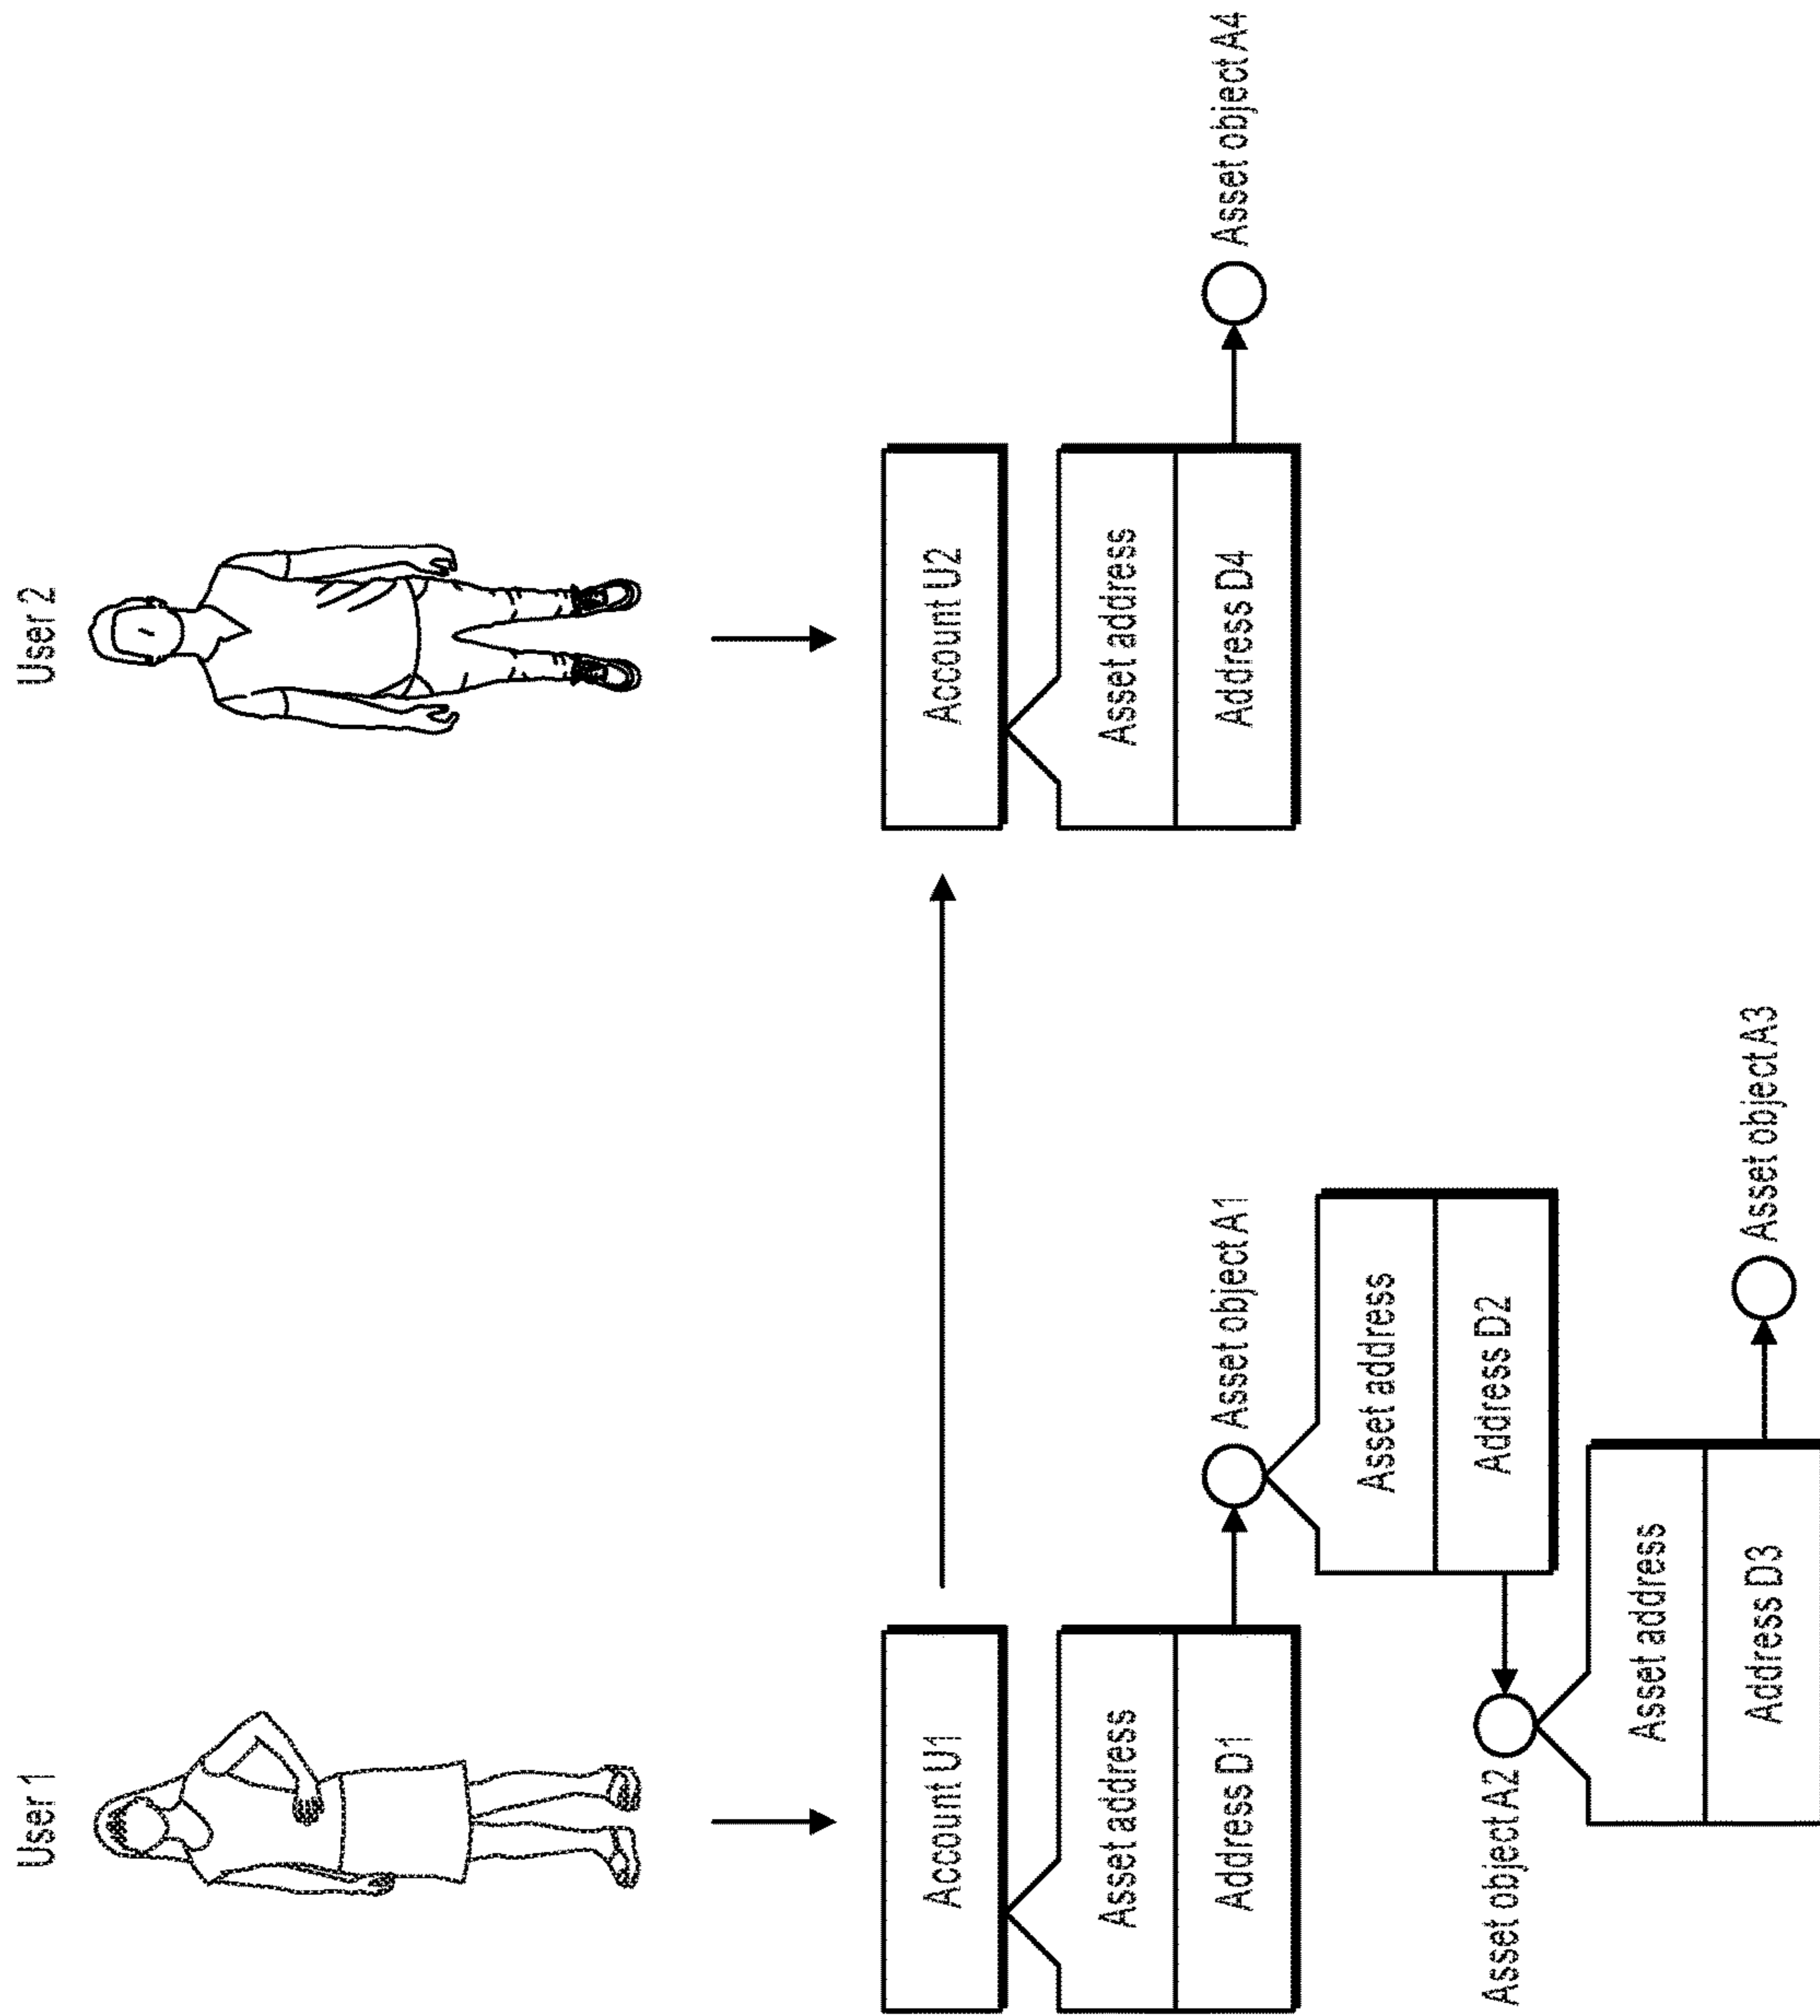 User 1
User 2
Account U1
Account U2
Asset address
Address D1
Asset object A1
Asset address
Address D4
Asset object A4
Asset address
Address D2
Asset object A2
Asset address
Address D3
Asset object A3